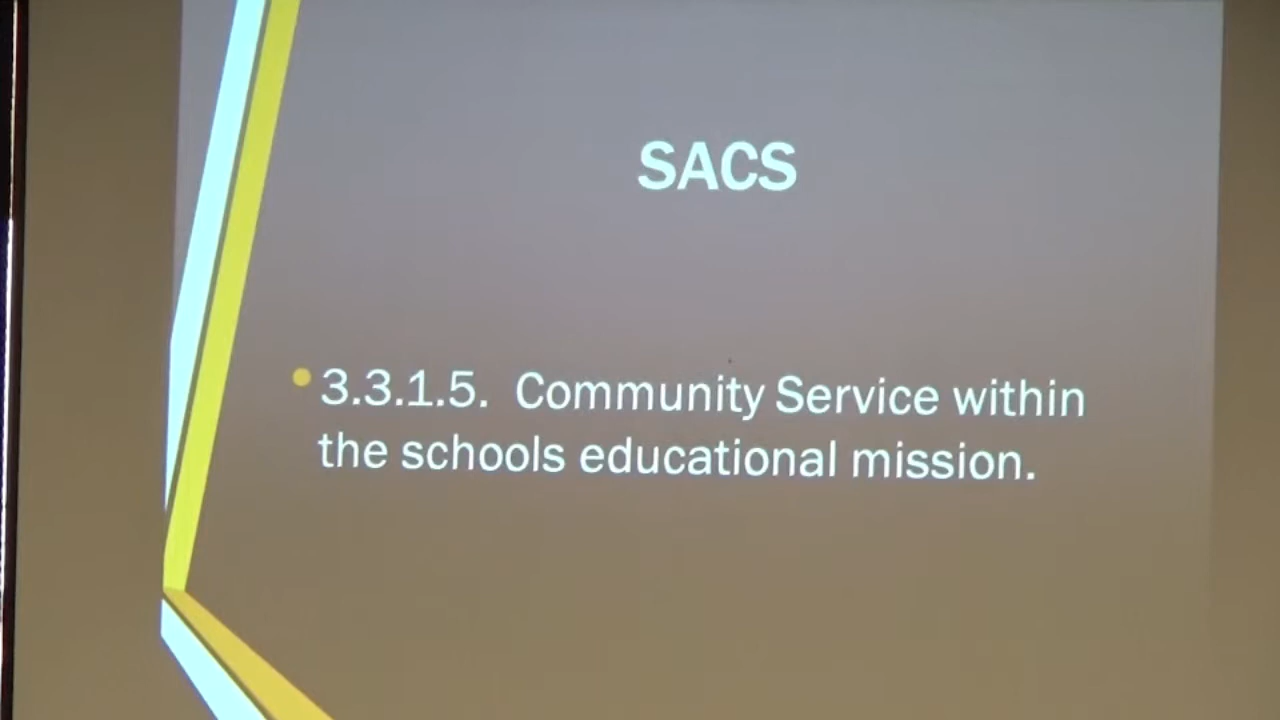 SACS
3.3.1.5. Community Service within
the schools educational mission.